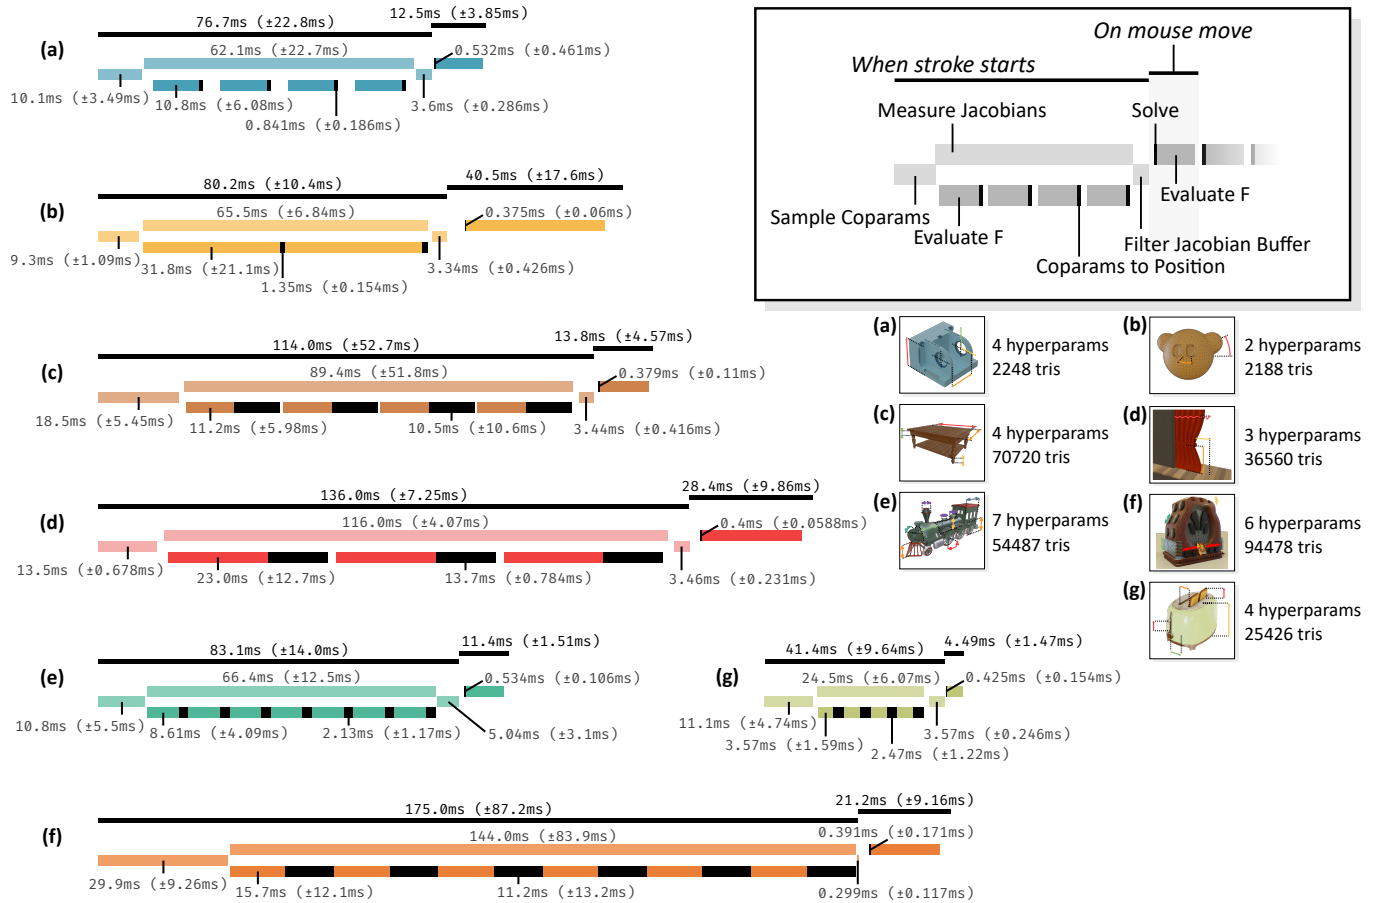 76.7ms (±22.8ms)
12.5ms (±3.85ms)
(a)
62.1ms (±22.7ms)
0.532ms (±0.461ms)
10.1ms (±3.49ms)
10.8ms (±6.08ms)
3.6ms (±0.286ms)
0.841ms (±0.186ms)
On mouse move
When stroke starts
Measure Jacobians
Solve
Sample Coparams
Evaluate F
Evaluate F
Filter Jacobian Buffer
Coparams to Position
80.2ms (±10.4ms)
40.5ms (±17.6ms)
(b)
65.5ms (±6.84ms)
0.375ms (±0.06ms)
9.3ms (±1.09ms)
31.8ms (±21.1ms)
3.34ms (±0.426ms)
1.35ms (±0.154ms)
114.0ms (±52.7ms)
13.8ms (±4.57ms)
(c)
89.4ms (±51.8ms)
0.379ms (±0.11ms)
18.5ms (±5.45ms)
11.2ms (±5.98ms)
10.5ms (±10.6ms)
3.44ms (±0.416ms)
(a)
4 hyperparams
2248 tris
(b)
2 hyperparams
2188 tris
(c)
4 hyperparams
70720 tris
(d)
3 hyperparams
36560 tris
(e)
7 hyperparams
54487 tris
(f)
6 hyperparams
94478 tris
(g)
4 hyperparams
25426 tris
136.0ms (±7.25ms)
28.4ms (±9.86ms)
(d)
116.0ms (±4.07ms)
0.4ms (±0.0588ms)
13.5ms (±0.678ms)
23.0ms (±12.7ms)
13.7ms (±0.784ms)
3.46ms (±0.231ms)
83.1ms (±14.0ms)
11.4ms (±1.51ms)
(e)
66.4ms (±12.5ms)
0.534ms (±0.106ms)
10.8ms (±5.5ms)
8.61ms (±4.09ms)
2.13ms (±1.17ms)
5.04ms (±3.1ms)
41.4ms (±9.64ms)
4.49ms (±1.47ms)
(g)
24.5ms (±6.07ms)
0.425ms (±0.154ms)
11.1ms (±4.74ms)
3.57ms (±1.59ms)
3.57ms (±0.246ms)
2.47ms (±1.22ms)
175.0ms (±87.2ms)
21.2ms (±9.16ms)
(f)
144.0ms (±83.9ms)
0.391ms (±0.171ms)
29.9ms (±9.26ms)
15.7ms (±12.1ms)
11.2ms (±13.2ms)
0.299ms (±0.117ms)